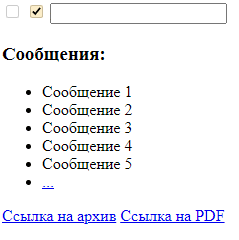 Сообщения:
Сообщение 1
Сообщение 2
Сообщение 3
Сообщение 4
Сообщение 5
...
Ссылка на архив Ссылка на PDF